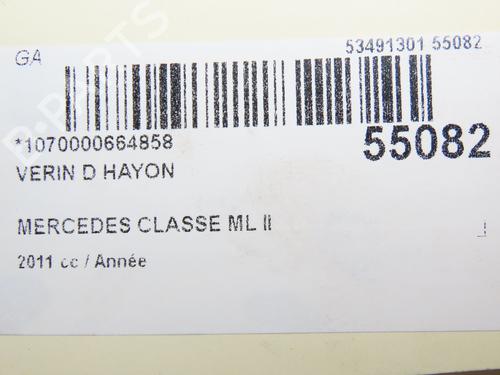 GA
53491301 55082
*1070000664858
55082
VERIN D HAYON
MERCEDES CLASSE ML II
2011 cc / Année